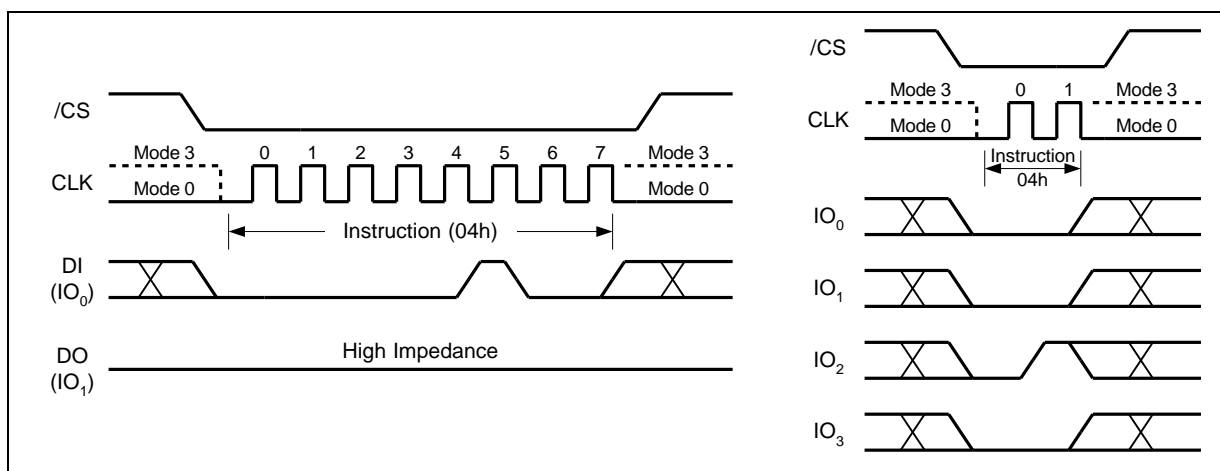 /CS
Mode 3 0 1 2 3 4 5 6 7 Mode 3
CLK
Mode 0 Mode 0
Instruction (04h)
DI
(IO0)
High Impedance
DO
(IO1)
/CS
Mode 3 0 1 Mode 3
CLK
Mode 0 Mode 0
Instruction
04h
IO0
IO1
IO2
IO3